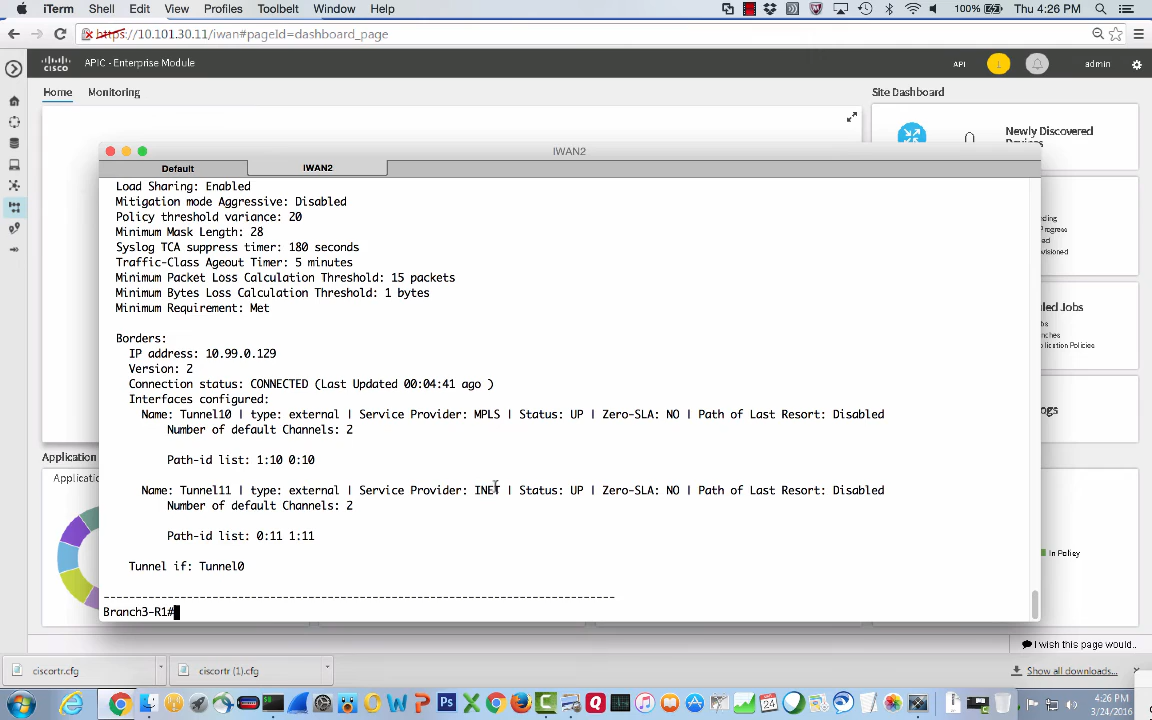 iTerm Shell Edit View Profiles Toolbelt Window Help 100% Thu 4:26 PM
https://10.101.30.11/iwan#pageId=dashboard_page
cisco APIC - Enterprise Module API admin
Home Monitoring Site Dashboard
Newly Discovered
IWAN2
Default IWAN2
Load Sharing: Enabled
Mitigation mode Aggressive: Disabled
Policy threshold variance: 20
Minimum Mask Length: 28
Syslog TCA suppress timer: 180 seconds
Traffic-Class Ageout Timer: 5 minutes
Minimum Packet Loss Calculation Threshold: 15 packets
Minimum Bytes Loss Calculation Threshold: 1 bytes
Minimum Requirement: Met
Borders:
IP address: 10.99.0.129
Version: 2
Connection status: CONNECTED (Last Updated 00:04:41 ago )
Interfaces configured:
Name: Tunnel10 | type: external | Service Provider: MPLS | Status: UP | Zero-SLA: NO | Path of Last Resort: Disabled
Number of default Channels: 2
Path-id list: 1:10 0:10
Name: Tunnel11 | type: external | Service Provider: INET | Status: UP | Zero-SLA: NO | Path of Last Resort: Disabled
Number of default Channels: 2
Path-id list: 0:11 1:11
Tunnel if: Tunnel0
--------------------------------------------------------------------------------
Branch3-R1#
Application
Applicatio
In Policy
I wish this page would..
ciscortr.cfg ciscortr (1).cfg Show all downloads...
4:26 PM
3/24/2016